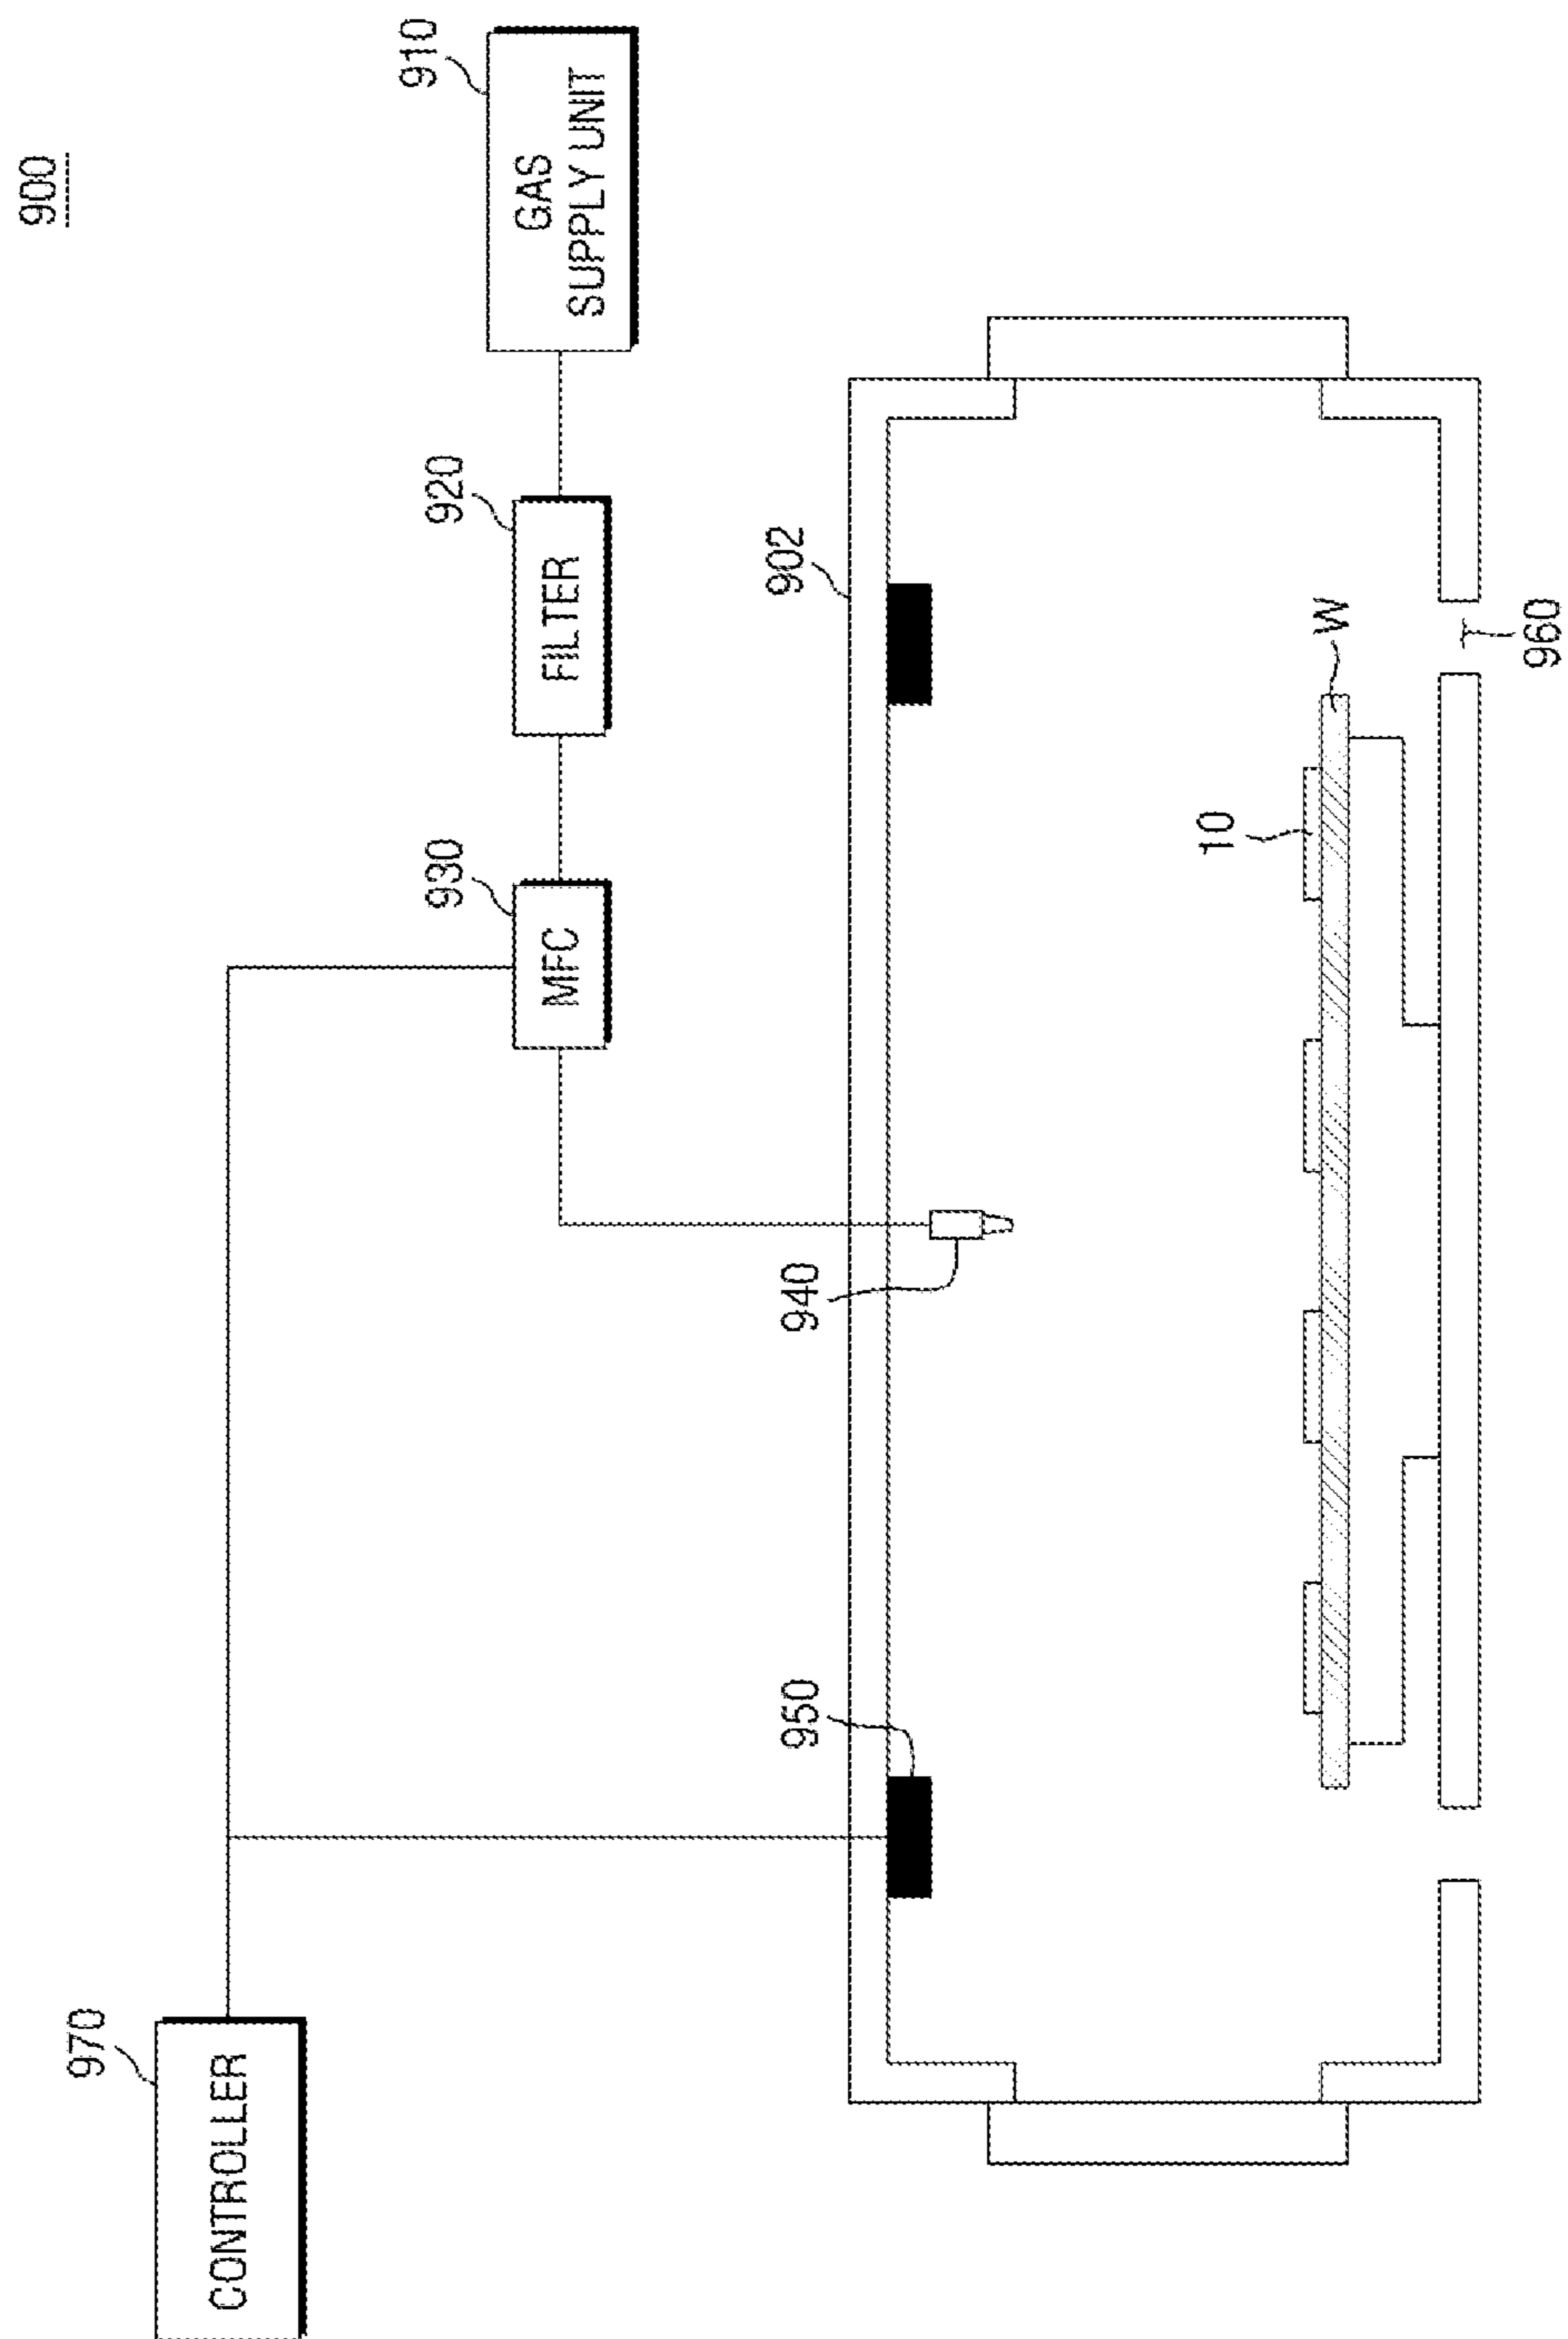 900
970
CONTROLLER
930
MFC
920
FILTER
910
GAS
SUPPLY UNIT
950
940
902
10
W
960